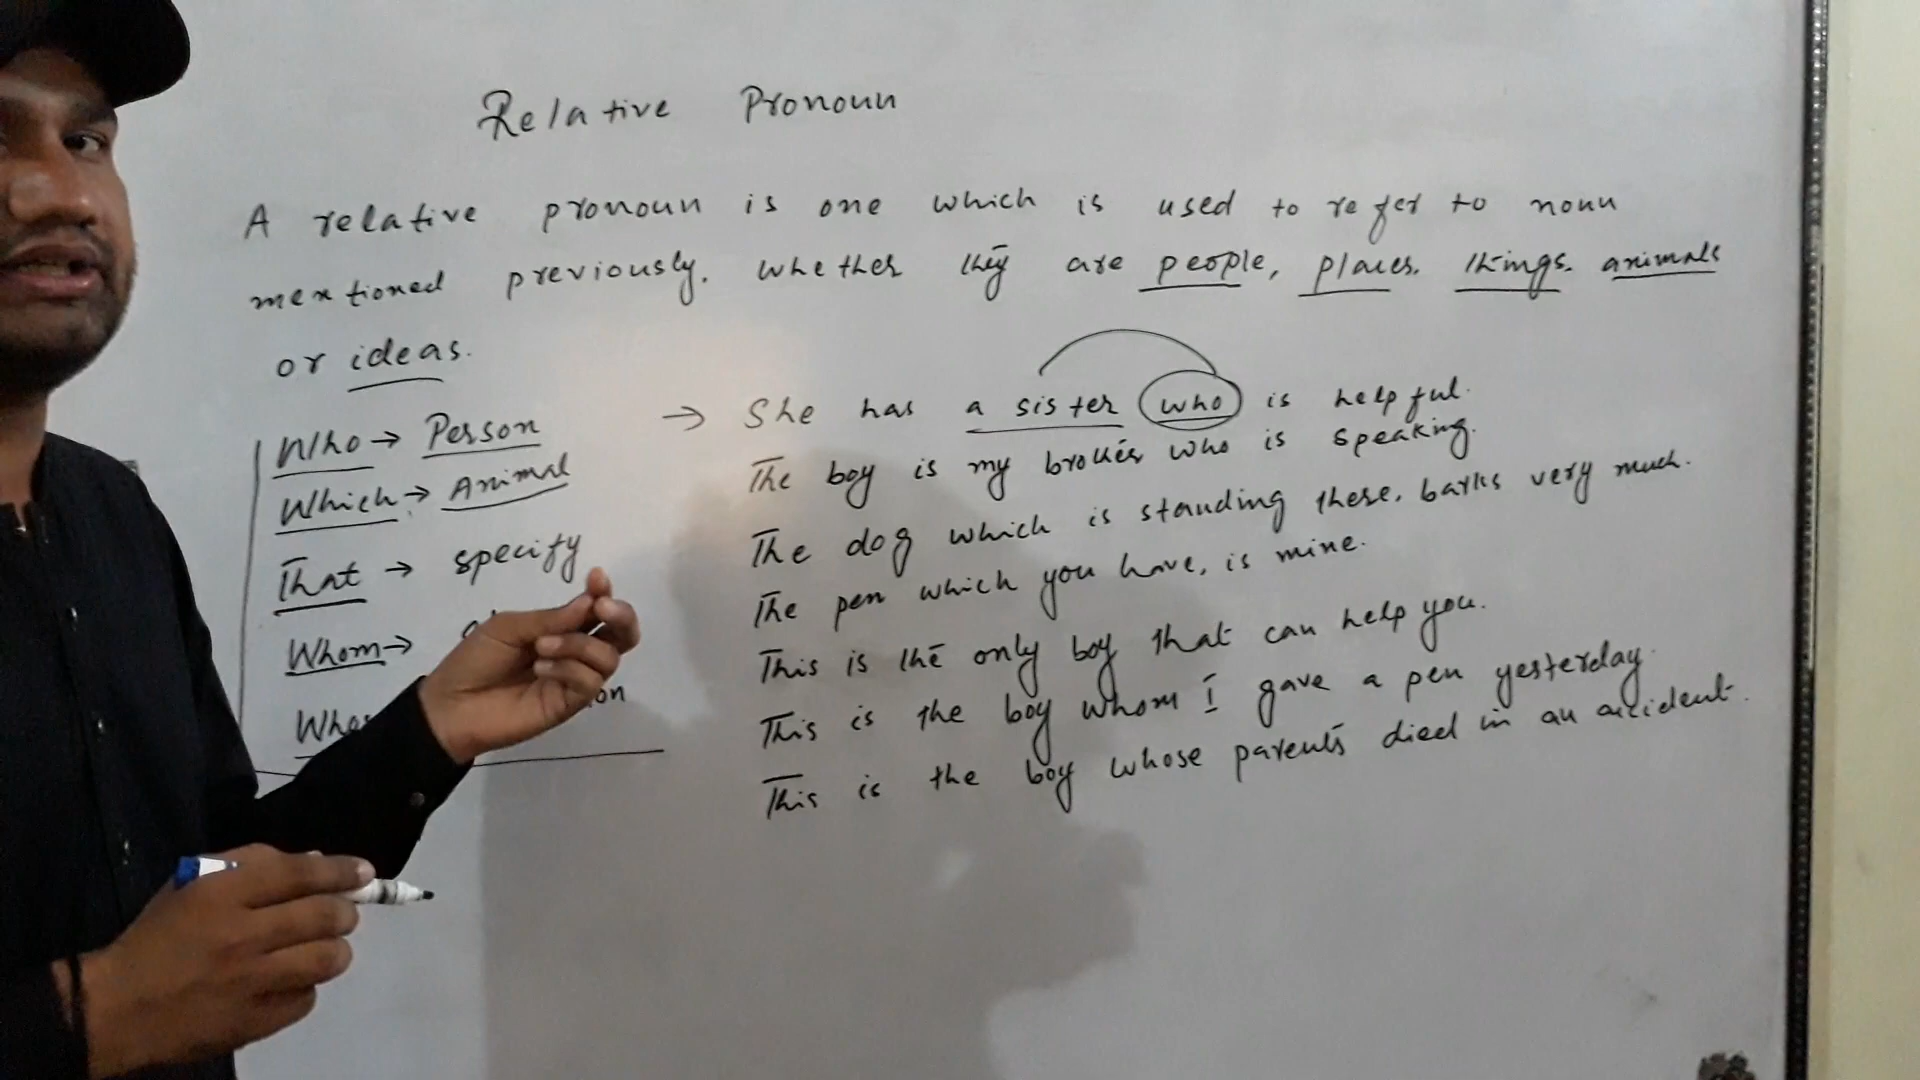 Relative Pronoun
A relative pronoun is one which is used to refer to noun
mentioned previously. whether they are people, places. things. animals
or ideas.
Who → Person
Which → Animal
That → specify
Whom →
→ She has a sister who is helpful.
The boy is my brother who is speaking.
The dog which is standing there. barks very much.
The pen which you have, is mine.
This is the only boy that can help you.
This is the boy whom I gave a pen yesterday.
This is the boy whose parents died in an accident.